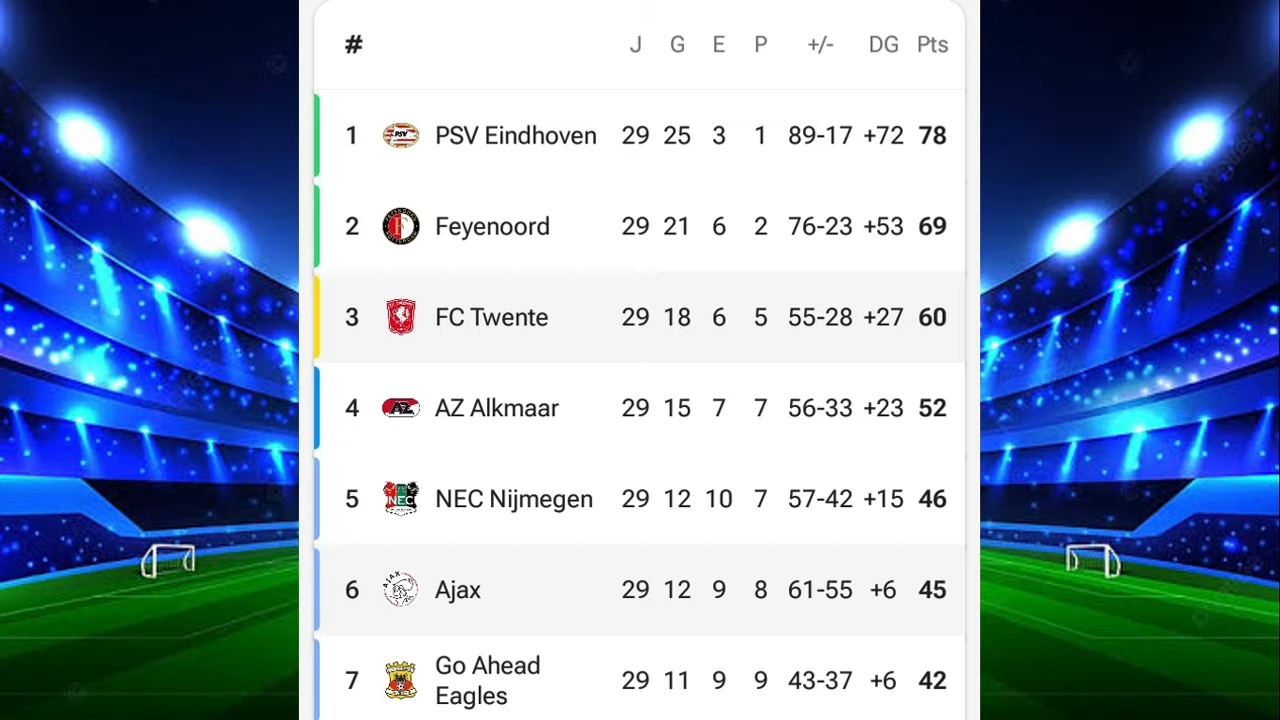 # J G E P +/- DG Pts
1 PSV Eindhoven 29 25 3 1 89-17 +72 78
2 Feyenoord 29 21 6 2 76-23 +53 69
3 FC Twente 29 18 6 5 55-28 +27 60
4 AZ Alkmaar 29 15 7 7 56-33 +23 52
5 NEC Nijmegen 29 12 10 7 57-42 +15 46
6 Ajax 29 12 9 8 61-55 +6 45
7 Go Ahead
Eagles 29 11 9 9 43-37 +6 42
PSV
AZ
NEC
AJAX